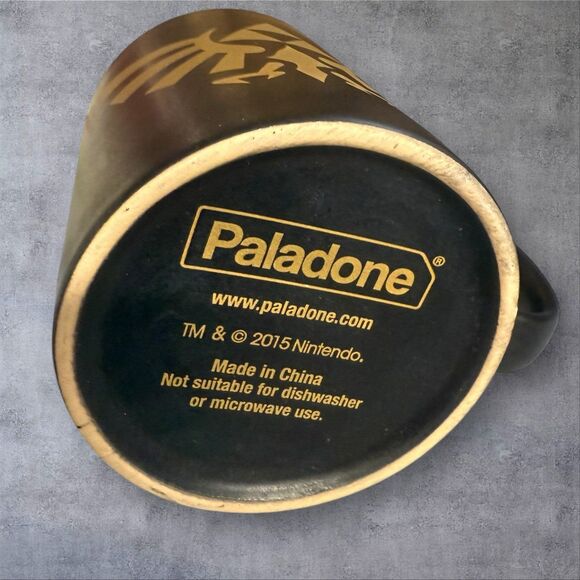 Paladone®
www.paladone.com
TM & © 2015 Nintendo.
Made in China
Not suitable for dishwasher
or microwave use.